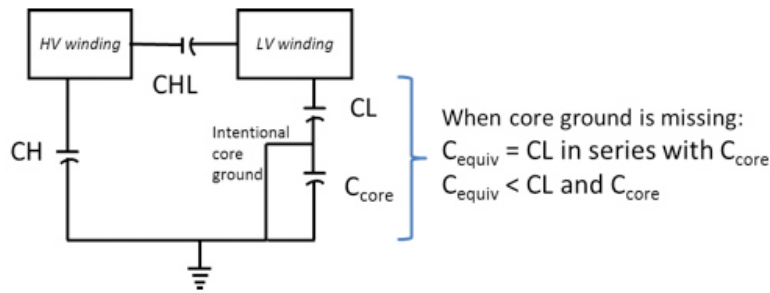 HV winding
LV winding
CHL
CL
CH
Intentional
core
ground
Ccore
When core ground is missing:
Cequiv = CL in series with Ccore
Cequiv < CL and Ccore